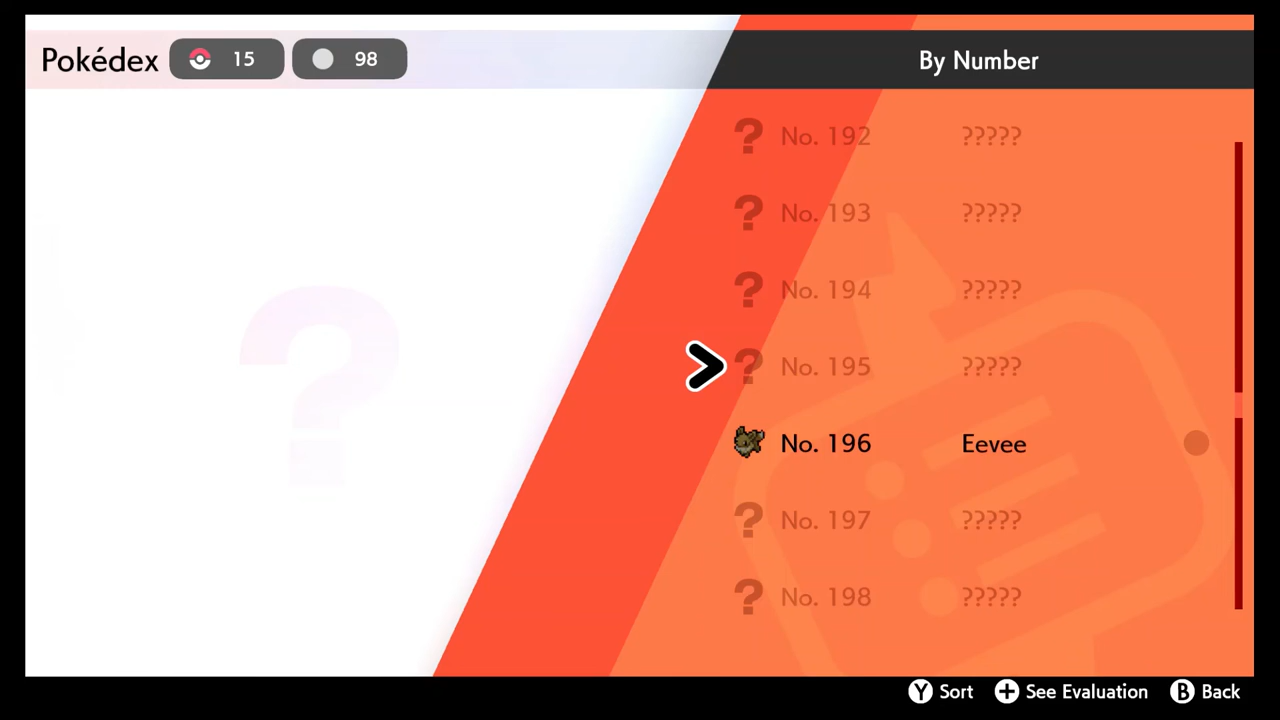 Pokédex 15 98 By Number
No. 192 ?????
No. 193 ?????
No. 194 ?????
No. 195 ?????
No. 196 Eevee
No. 197 ?????
No. 198 ?????
Y Sort + See Evaluation B Back